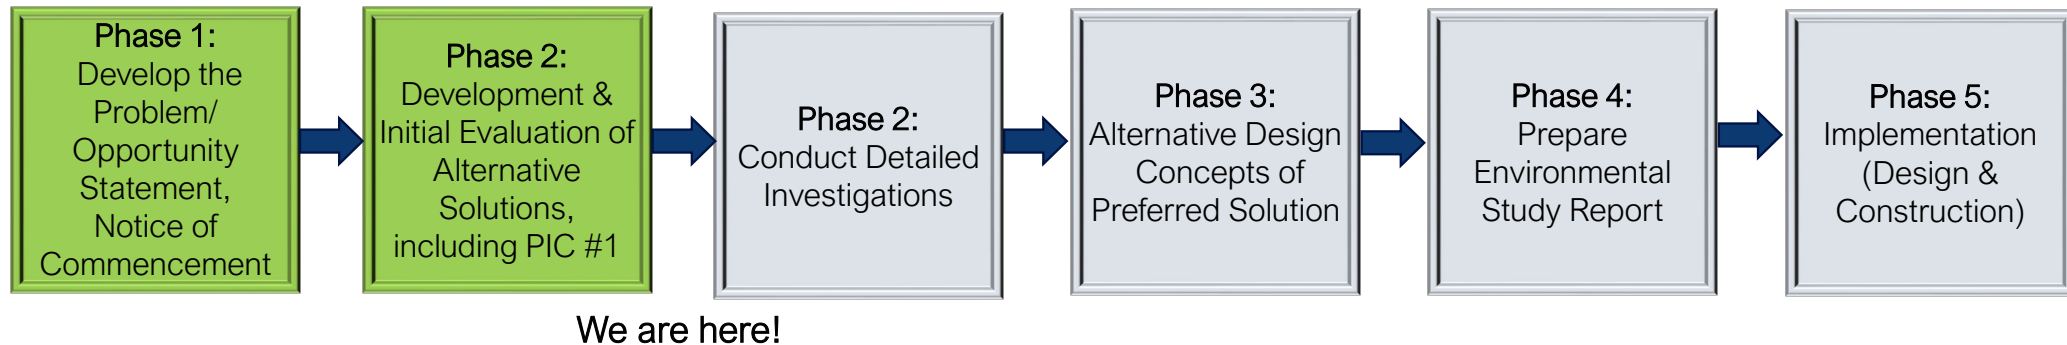 Phase 1:
Develop the
Problem/
Opportunity
Statement,
Notice of
Commencement
Phase 2:
Development &
Initial Evaluation of
Alternative
Solutions,
including PIC #1
Phase 2:
Conduct Detailed
Investigations
Phase 3:
Alternative Design
Concepts of
Preferred Solution
Phase 4:
Prepare
Environmental
Study Report
Phase 5:
Implementation
(Design &
Construction)
We are here!